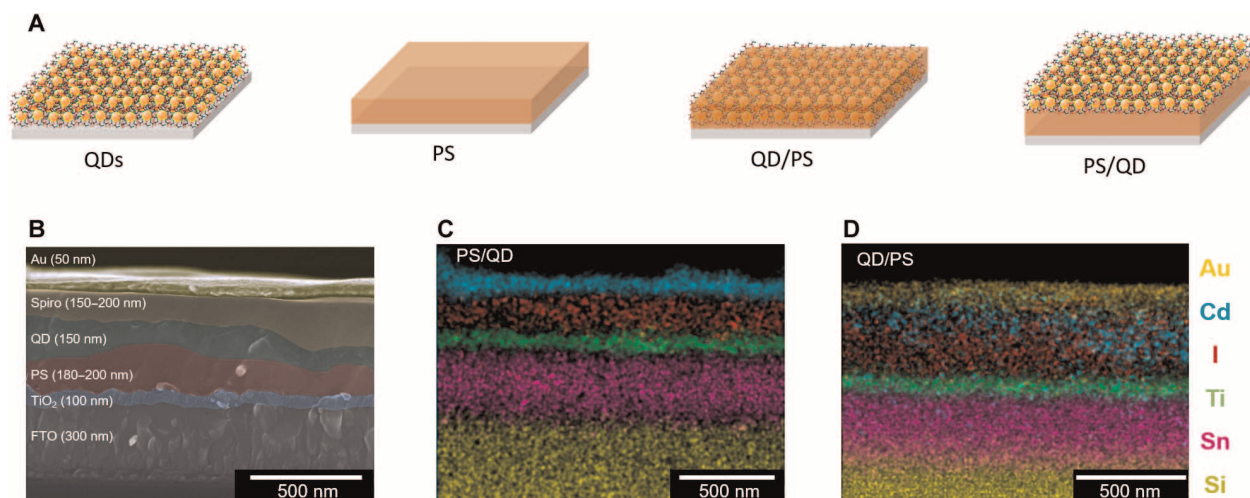 A
QDs
PS
QD/PS
PS/QD
B
Au (50 nm)
Spiro (150–200 nm)
QD (150 nm)
PS (180–200 nm)
TiO₂ (100 nm)
FTO (300 nm)
500 nm
C
PS/QD
500 nm
D
QD/PS
500 nm
Au
Cd
I
Ti
Sn
Si